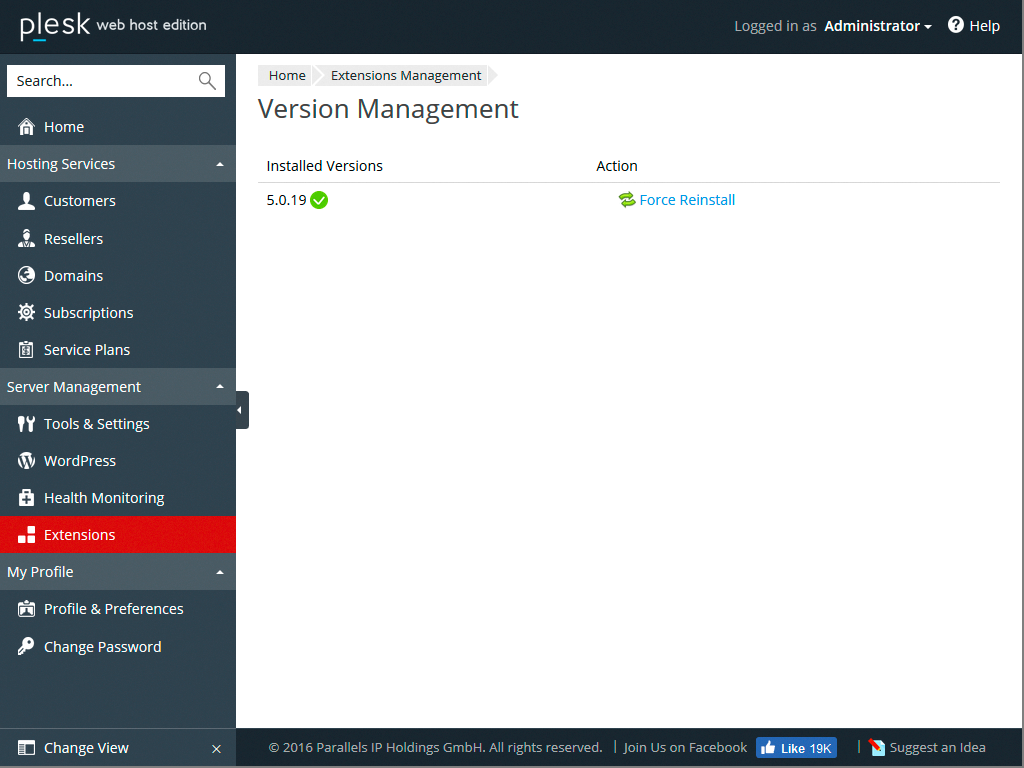 plesk web host edition
Logged in as Administrator
Help
Search...
Home
Hosting Services
Customers
Resellers
Domains
Subscriptions
Service Plans
Server Management
Tools & Settings
WordPress
Health Monitoring
Extensions
My Profile
Profile & Preferences
Change Password
Change View
Home Extensions Management
Version Management
Installed Versions Action
5.0.19 Force Reinstall
© 2016 Parallels IP Holdings GmbH. All rights reserved. | Join Us on Facebook Like 19K | Suggest an Idea